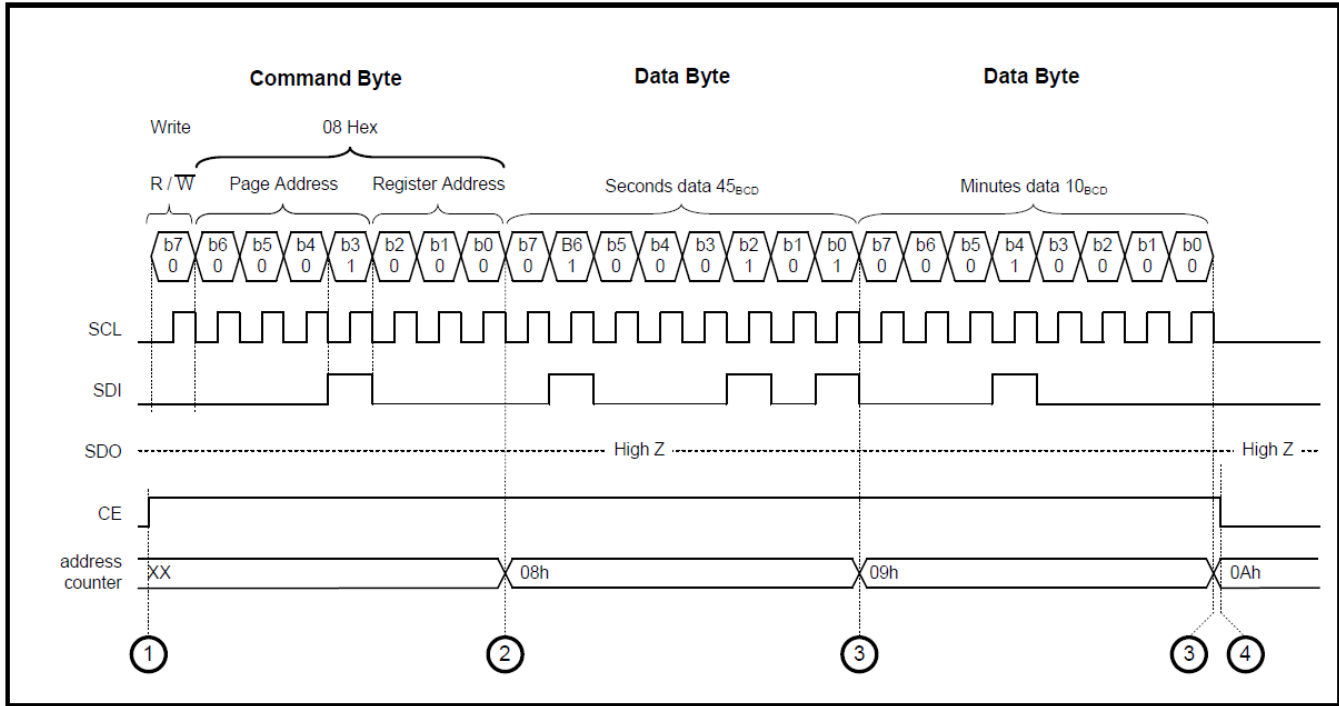 Command Byte Data Byte Data Byte
Write 08 Hex
R / W Page Address Register Address Seconds data 45BCD Minutes data 10BCD
b7 b6 b5 b4 b3 b2 b1 b0 b7 B6 b5 b4 b3 b2 b1 b0 b7 b6 b5 b4 b3 b2 b1 b0
0 0 0 0 1 0 0 0 0 1 0 0 0 1 0 1 0 0 0 1 0 0 0 0
SCL
SDI
SDO High Z High Z
CE
address
counter
XX 08h 09h 0Ah
1 2 3 3 4